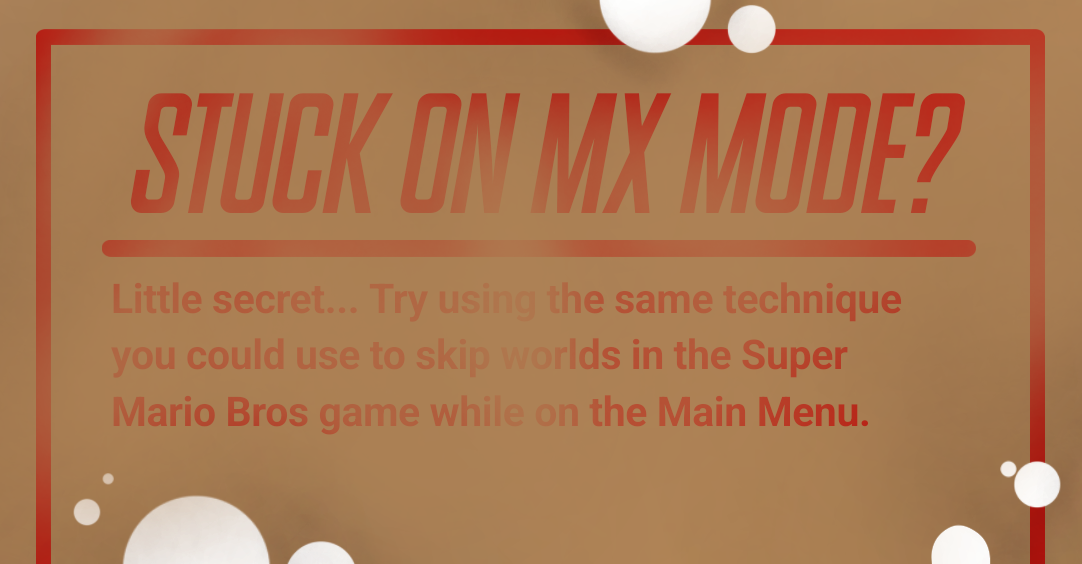 STUCK ON MX MODE?
Little secret... Try using the same technique
you could use to skip worlds in the Super
Mario Bros game while on the Main Menu.